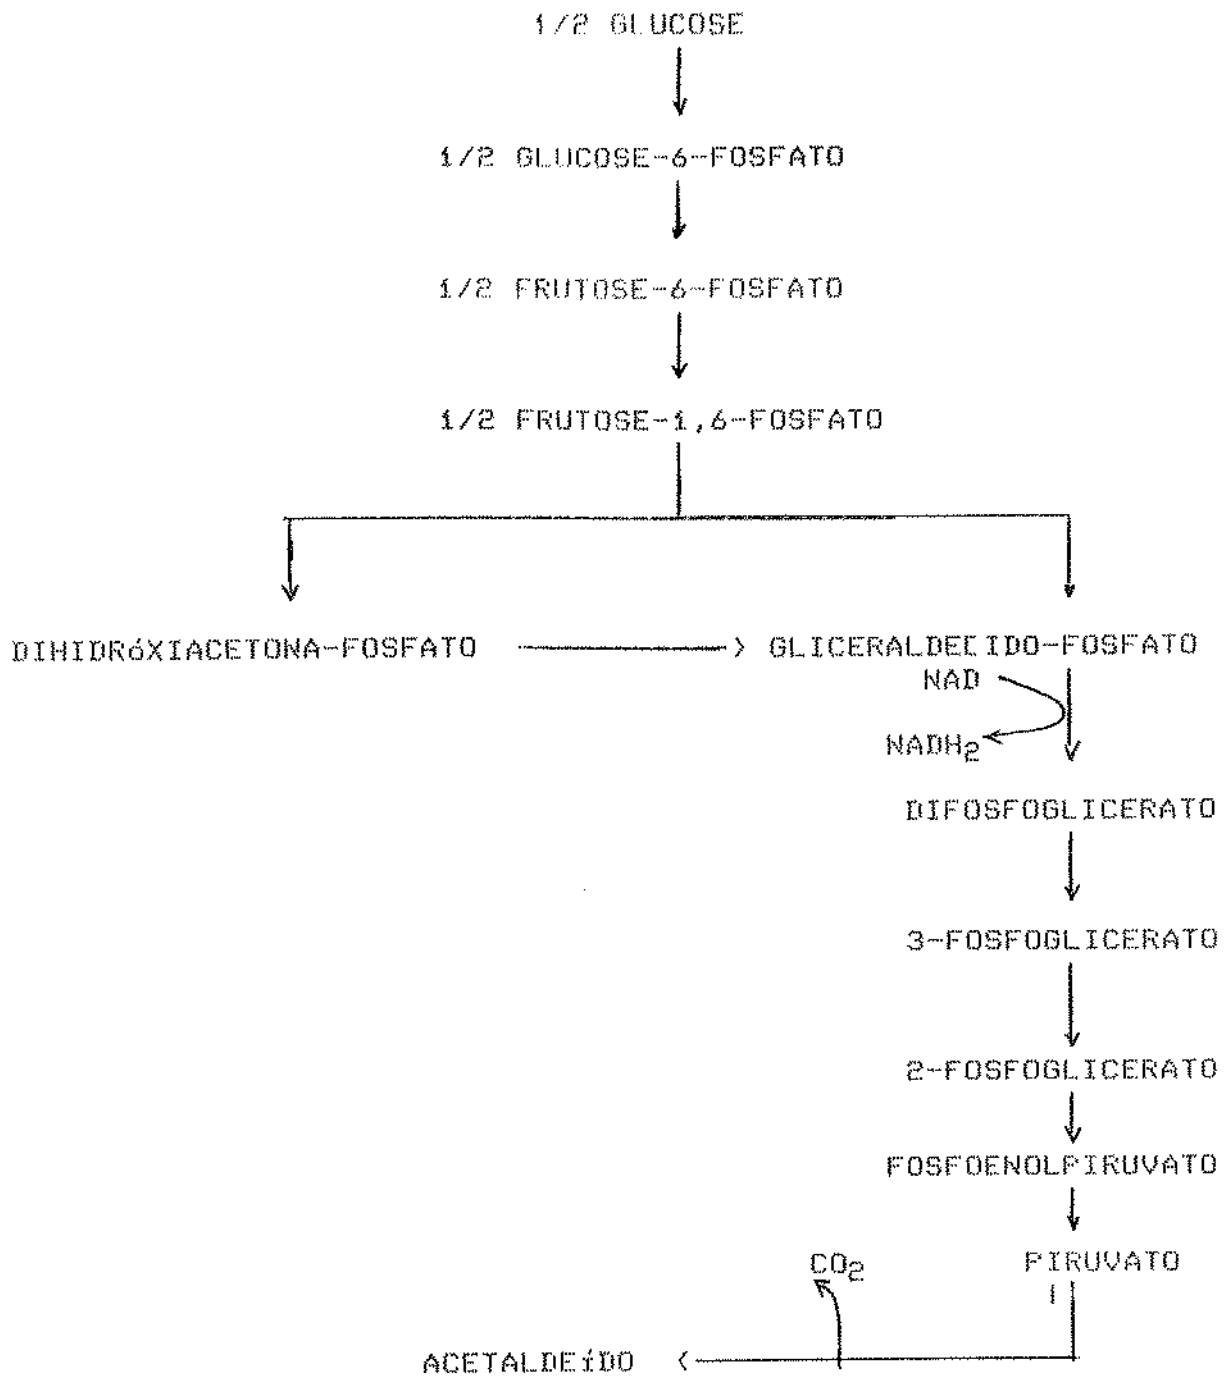 1/2 GLUCOSE
1/2 GLUCOSE-6-FOSFATO
1/2 FRUTOSE-6-FOSFATO
1/2 FRUTOSE-1,6-FOSFATO
DIHIDRóXIACETONA-FOSFATO > GLICERALDEÍDO-FOSFATO
NAD
NADH₂
DIFOSFOGLICERATO
3-FOSFOGLICERATO
2-FOSFOGLICERATO
FOSFOENOLPIRUVATO
CO₂ PIRUVATO
ACETALDEíDO <